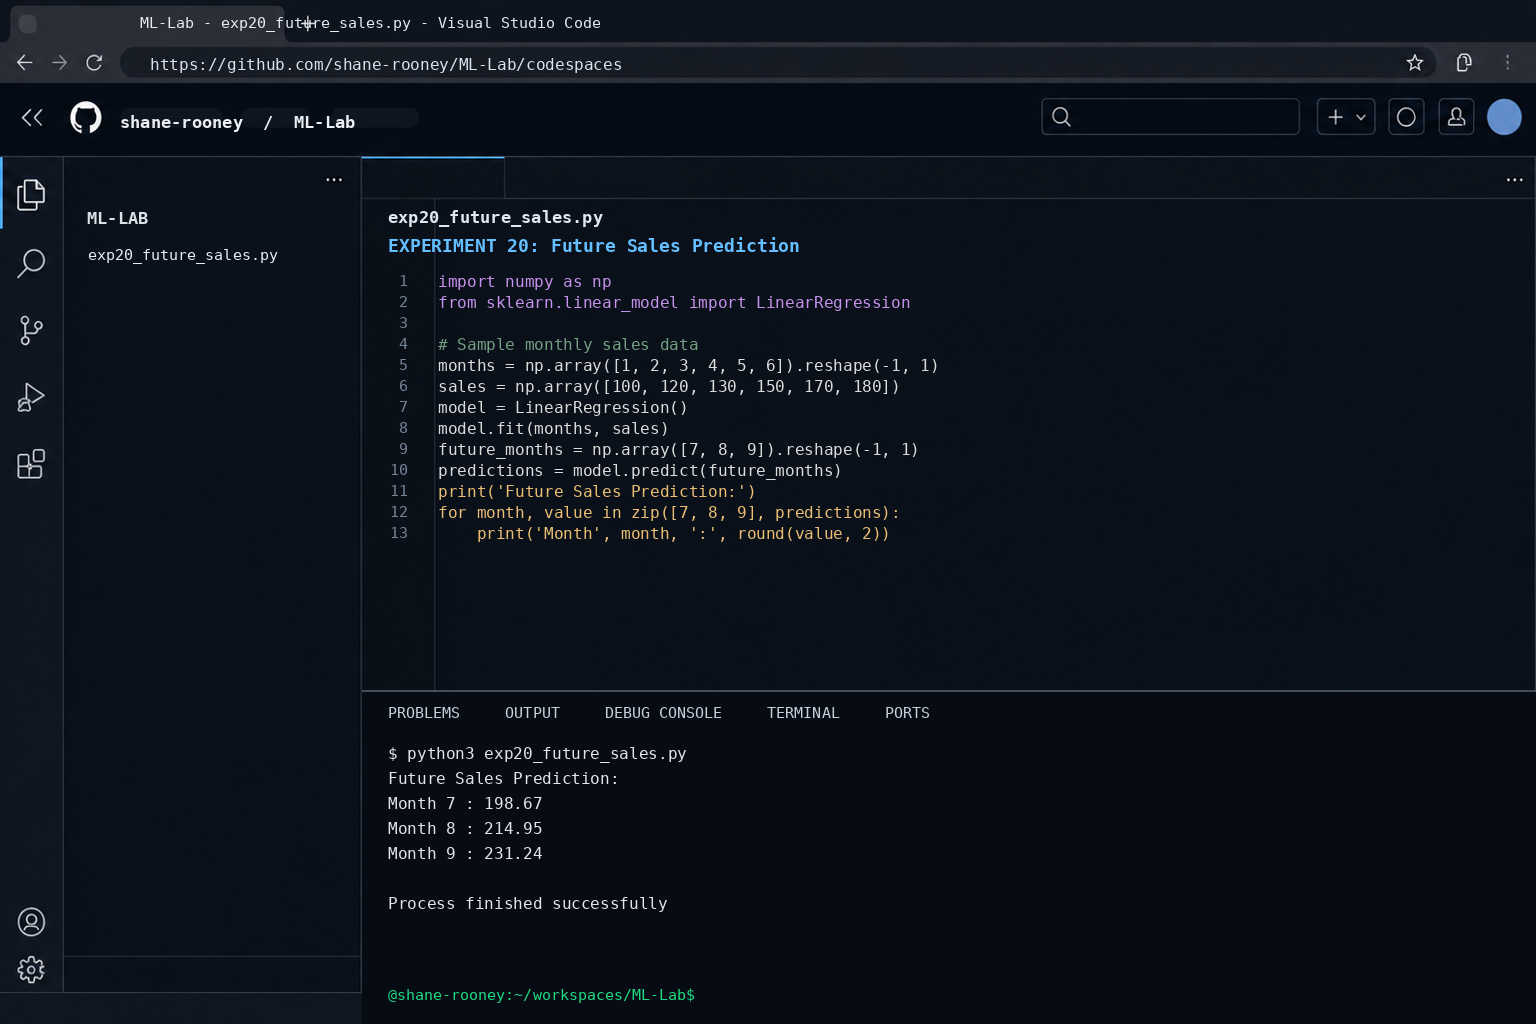 ML-Lab - exp20_future_sales.py - Visual Studio Code
https://github.com/shane-rooney/ML-Lab/codespaces
shane-rooney / ML-Lab
ML-LAB
exp20_future_sales.py
exp20_future_sales.py
EXPERIMENT 20: Future Sales Prediction
1 import numpy as np
2 from sklearn.linear_model import LinearRegression
3
4 # Sample monthly sales data
5 months = np.array([1, 2, 3, 4, 5, 6]).reshape(-1, 1)
6 sales = np.array([100, 120, 130, 150, 170, 180])
7 model = LinearRegression()
8 model.fit(months, sales)
9 future_months = np.array([7, 8, 9]).reshape(-1, 1)
10 predictions = model.predict(future_months)
11 print('Future Sales Prediction:')
12 for month, value in zip([7, 8, 9], predictions):
13     print('Month', month, ':', round(value, 2))
PROBLEMS OUTPUT DEBUG CONSOLE TERMINAL PORTS
$ python3 exp20_future_sales.py
Future Sales Prediction:
Month 7 : 198.67
Month 8 : 214.95
Month 9 : 231.24
Process finished successfully
@shane-rooney:~/workspaces/ML-Lab$